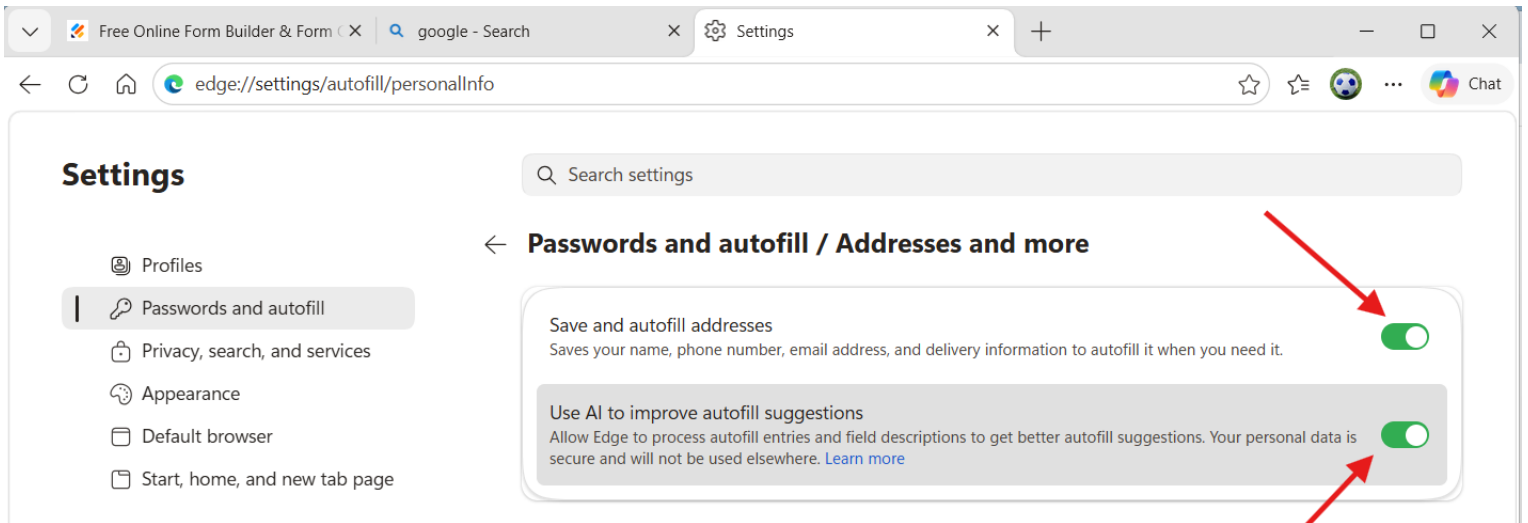 Free Online Form Builder & Form
google - Search
Settings
edge://settings/autofill/personalInfo
Chat
Settings
Search settings
Profiles
Passwords and autofill
Privacy, search, and services
Appearance
Default browser
Start, home, and new tab page
Passwords and autofill / Addresses and more
Save and autofill addresses
Saves your name, phone number, email address, and delivery information to autofill it when you need it.
Use AI to improve autofill suggestions
Allow Edge to process autofill entries and field descriptions to get better autofill suggestions. Your personal data is
secure and will not be used elsewhere. Learn more